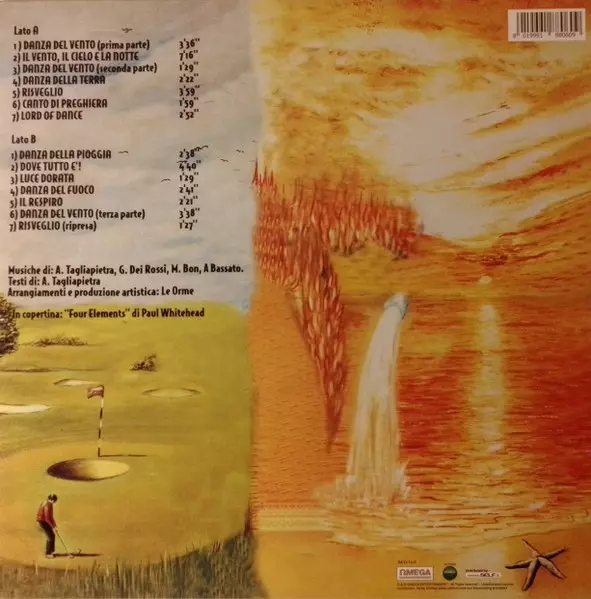 Lato A
1) DANZA DEL VENTO (prima parte) 3'36"
2) IL VENTO, IL CIELO E LA NOTTE 7'16"
3) DANZA DEL VENTO (seconda parte) 1'29"
4) DANZA DELLA TERRA 2'22"
5) RISVEGLIO 3'59"
6) CANTO DI PREGHIERA 1'59"
7) LORD OF DANCE 2'52"
Lato B
1) DANZA DELLA PIOGGIA 2'38"
2) DOVE TUTTO E'! 4'40"
3) LUCE DORATA 1'29"
4) DANZA DEL FUOCO 2'41"
5) IL RESPIRO 2'21"
6) DANZA DEL VENTO (terza parte) 3'38"
7) RISVEGLIO (ripresa) 1'27"
Musiche di: A. Tagliapietra, G. Dei Rossi, M. Bon, A Bassato.
Testi di: A. Tagliapietra
Arrangiamenti e produzione artistica: Le Orme
In copertina: "Four Elements" di Paul Whitehead
OMEGA